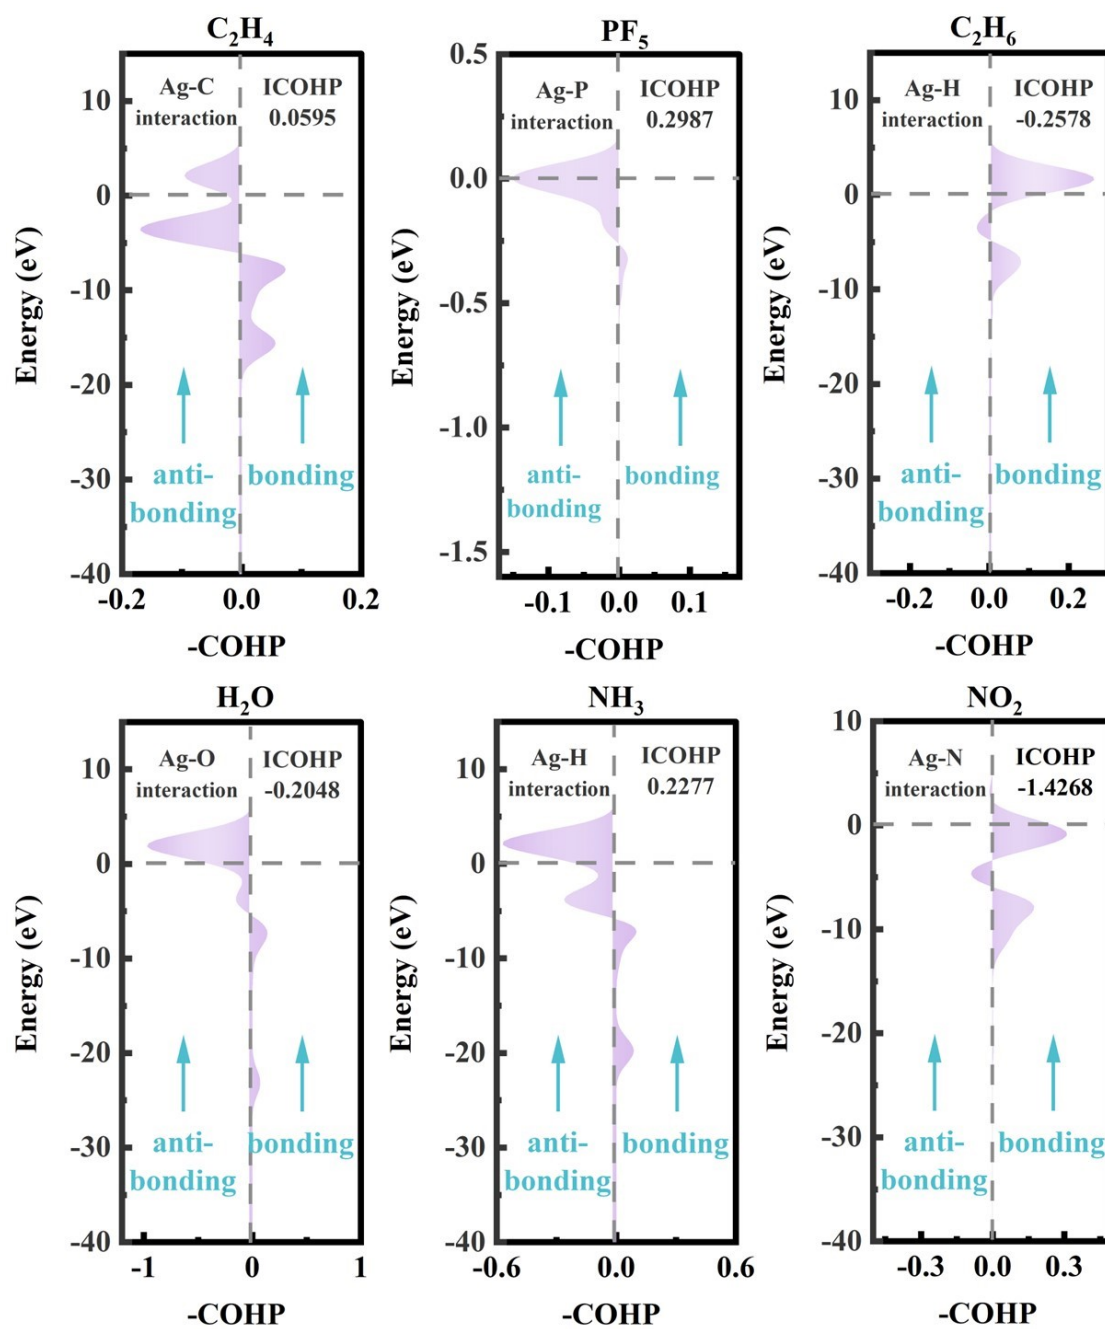 C₂H₄
Ag-C interaction
ICOHP 0.0595
10
0
-10
-20
-30
-40
Energy (eV)
anti-
bonding
bonding
-0.2 0.0 0.2
-COHP
PF₅
Ag-P interaction
ICOHP 0.2987
0.5
0.0
-0.5
-1.0
-1.5
Energy (eV)
anti-
bonding
bonding
-0.1 0.0 0.1
-COHP
C₂H₆
Ag-H interaction
ICOHP -0.2578
10
0
-10
-20
-30
-40
Energy (eV)
anti-
bonding
bonding
-0.2 0.0 0.2
-COHP
H₂O
Ag-O interaction
ICOHP -0.2048
10
0
-10
-20
-30
-40
Energy (eV)
anti-
bonding
bonding
-1 0 1
-COHP
NH₃
Ag-H interaction
ICOHP 0.2277
10
0
-10
-20
-30
-40
Energy (eV)
anti-
bonding
bonding
-0.6 0.0 0.6
-COHP
NO₂
Ag-N interaction
ICOHP -1.4268
10
0
-10
-20
-30
-40
Energy (eV)
anti-
bonding
bonding
-0.3 0.0 0.3
-COHP